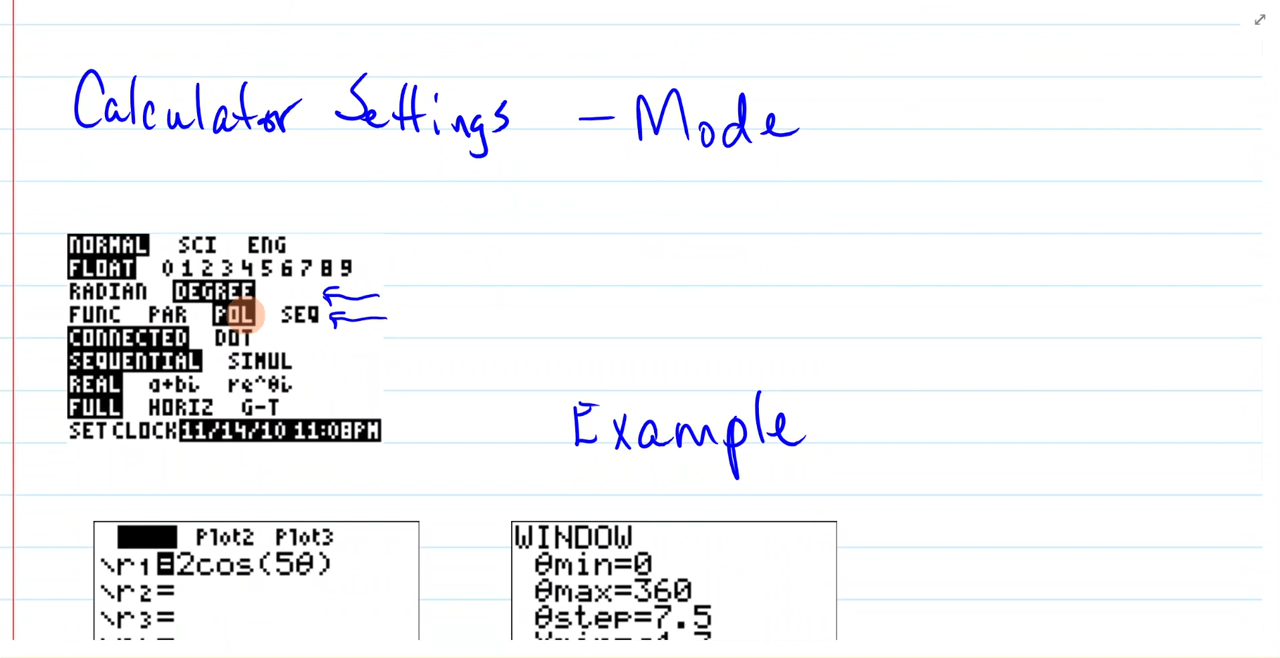 Calculator Settings - Mode
NORMAL SCI ENG
FLOAT 0 1 2 3 4 5 6 7 8 9
RADIAN DEGREE
FUNC PAR POL SEQ
CONNECTED DOT
SEQUENTIAL SIMUL
REAL a+bi re^θi
FULL HORIZ G-T
SET CLOCK 11/14/10 11:08PM
Example
Plot2 Plot3
\r1=2cos(5θ)
\r2=
\r3=
WINDOW
θmin=0
θmax=360
θstep=7.5